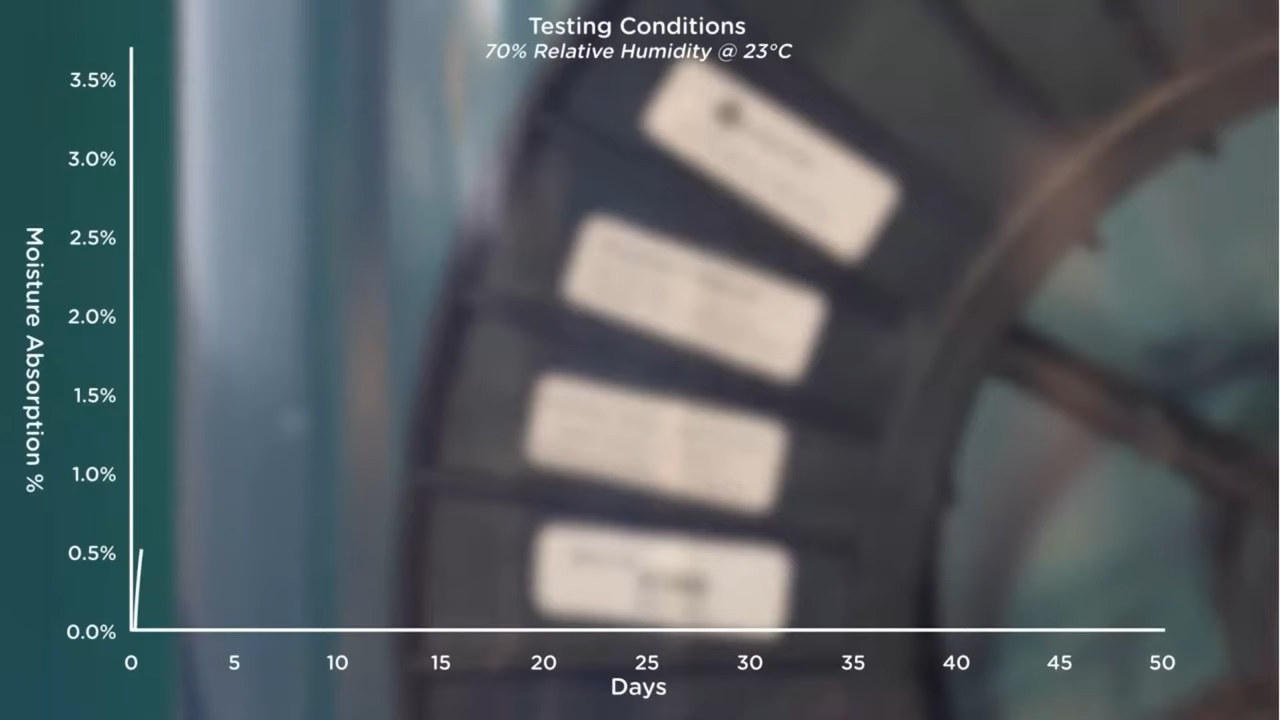 Testing Conditions
70% Relative Humidity @ 23°C
Moisture Absorption %
3.5%
3.0%
2.5%
2.0%
1.5%
1.0%
0.5%
0.0%
0 5 10 15 20 25 30 35 40 45 50
Days